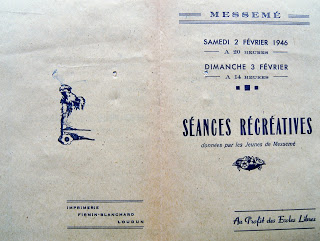 MESSEMÉ
SAMEDI 2 FÉVRIER 1946
A 20 HEURES
DIMANCHE 3 FÉVRIER
A 14 HEURES
SÉANCES RÉCRÉATIVES
données par les Jeunes de Messemé
Au Profit des Écoles Libres
IMPRIMERIE
FIRMIN-BLANCHARD
LOUDUN